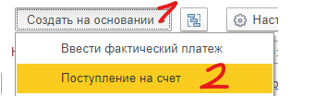 Создать на основании 1 Наст
Ввести фактический платеж
Поступление на счет 2